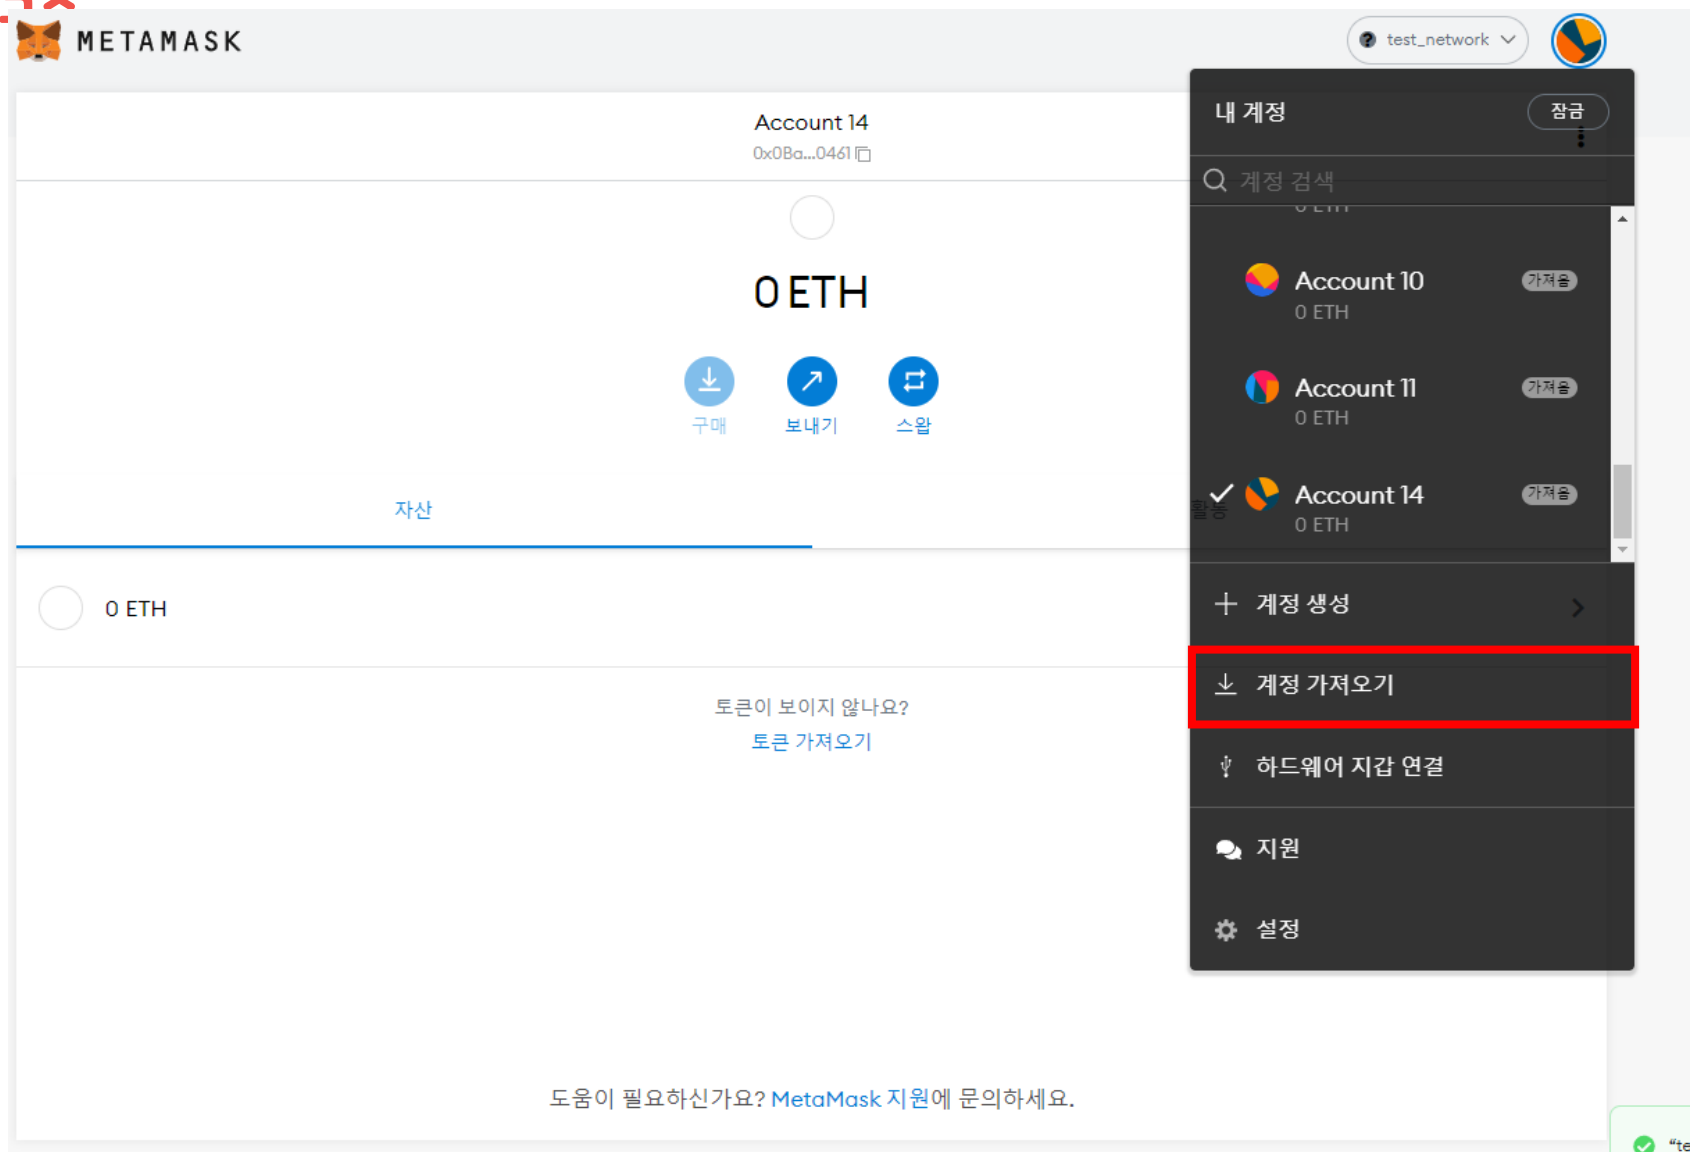 METAMASK
test_network
Account 14
0x0Ba...0461
0 ETH
구매
보내기
스왑
자산
활동
0 ETH
토큰이 보이지 않나요?
토큰 가져오기
도움이 필요하신가요? MetaMask 지원에 문의하세요.
내 계정
잠금
계정 검색
0 ETH
Account 10
가져옴
0 ETH
Account 11
가져옴
0 ETH
Account 14
가져옴
0 ETH
계정 생성
계정 가져오기
하드웨어 지갑 연결
지원
설정
“te